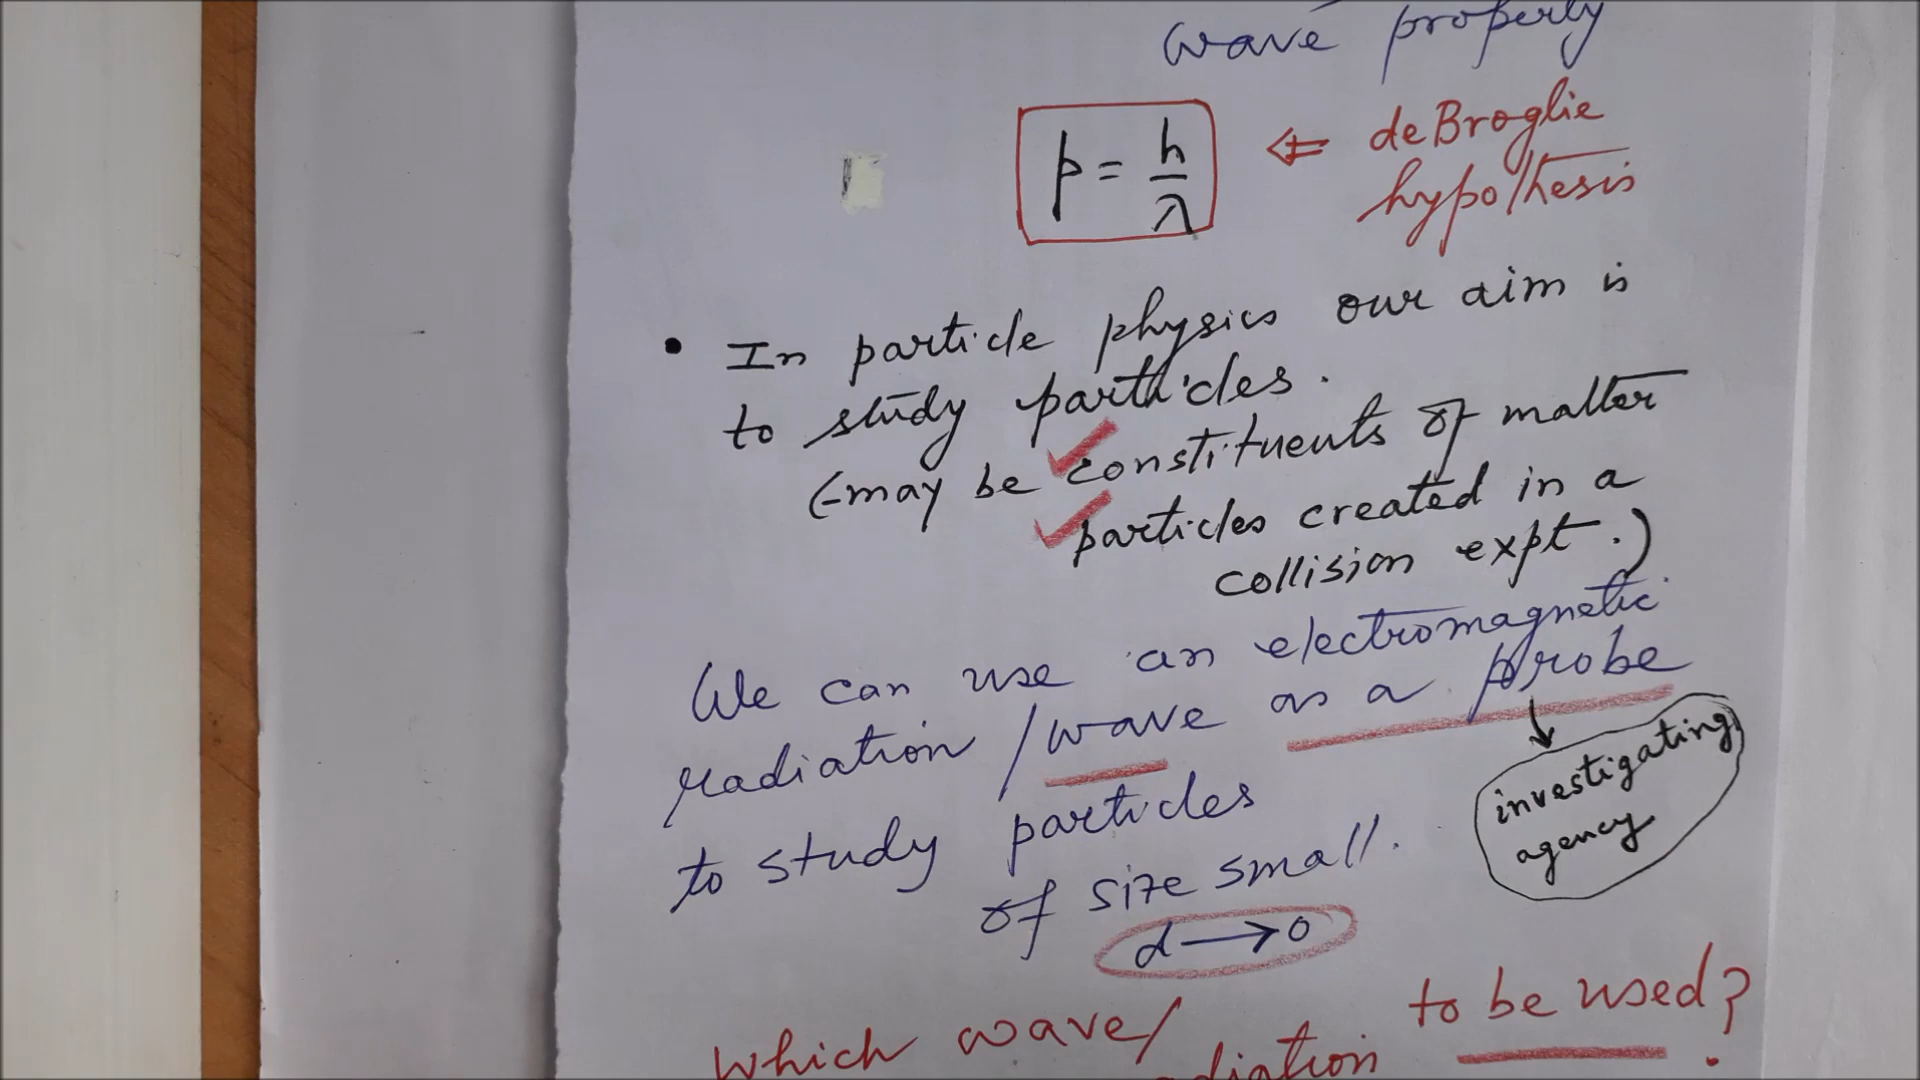 wave property
p = h/λ ⇐ deBroglie
hypothesis
• In particle physics our aim is
to study particles.
(-may be constituents of matter
particles created in a
collision expt.)
We can use an electromagnetic
radiation/wave as a probe
investigating
agency
to study particles
of size small.
d → 0
Which wave/
to be used?